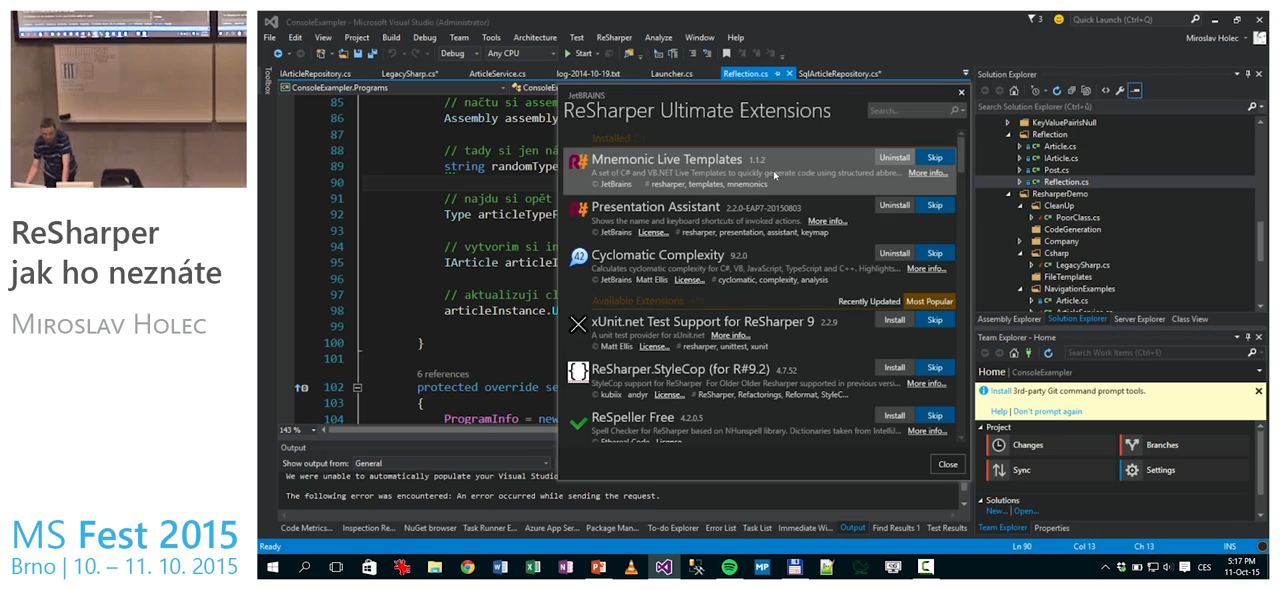 ReSharper
jak ho neznáte
Miroslav Holec
MS Fest 2015
Brno | 10. – 11. 10. 2015
ConsoleExampler - Microsoft Visual Studio (Administrator)
3
Quick Launch (Ctrl+Q)
File Edit View Project Build Debug Team Tools Architecture Test ReSharper Analyze Window Help
Miroslav Holec
Debug Any CPU Start
Toolbox
IArticleRepository.cs LegacySharp.cs* ArticleService.cs log-2014-10-19.txt Launcher.cs Reflection.cs SqlArticleRepository.cs*
ConsoleExampler.Programs
85 // načtu si assem
86 Assembly assembly
87
88 // tady si jen ná
89 string randomType
90
91 // najdu si opět
92 Type articleTypeF
93
94 // vytvorim si in
95 IArticle articleI
96
97 // aktualizuji cl
98 articleInstance.U
99
100 }
101
6 references
102 protected override se
103 {
104 ProgramInfo = new
143 %
JetBRAINS
ReSharper Ultimate Extensions
Search...
Installed
Mnemonic Live Templates 1.1.2 Uninstall Skip
A set of C# and VB.NET Live Templates to quickly generate code using structured abbre... More info...
© JetBrains # resharper, templates, mnemonics
Presentation Assistant 2.2.0-EAP7-20150803 Uninstall Skip
Shows the name and keyboard shortcuts of invoked actions. More info...
© JetBrains License... # resharper, presentation, assistant, keymap
42
Cyclomatic Complexity 9.2.0 Uninstall Skip
Calculates cyclomatic complexity for C#, VB, JavaScript, TypeScript and C++. Highlights... More info...
© JetBrains Matt Ellis License... # cyclomatic, complexity, analysis
Available Extensions Recently Updated Most Popular
xUnit.net Test Support for ReSharper 9 2.2.9 Install Skip
A unit test provider for xUnit.net More info...
© Matt Ellis License... # resharper, unittest, xunit
ReSharper.StyleCop (for R#9.2) 4.7.52 Install Skip
StyleCop support for ReSharper For Older Older Resharper supported in previous versi... More info...
© kubiix andyr License... # ReSharper, Refactorings, Reformat, StyleC...
ReSpeller Free 4.2.0.5 Install Skip
Spell Checker for ReSharper based on NHunspell library. Dictionaries taken from IntelliJ... More info...
Close
Output
Show output from: General
We were unable to automatically populate your Visual Studio
The following error was encountered: An error occurred while sending the request.
Code Metrics... Inspection Re... NuGet browser Task Runner E... Azure App Ser... Package Man... To-do Explorer Error List Task List Immediate Wi... Output Find Results 1 Test Results
Solution Explorer
Search Solution Explorer
KeyValuePairIsNull
Reflection
Article.cs
IArticle.cs
Post.cs
Reflection.cs
ResharperDemo
CleanUp
PoorClass.cs
CodeGeneration
Company
Csharp
LegacySharp.cs
FileTemplates
NavigationExamples
Article.cs
Assembly Explorer Solution Explorer Server Explorer Class View
Team Explorer - Home
Home | ConsoleExampler
Install 3rd-party Git command prompt tools.
Help | Don't prompt again
Project
Changes Branches
Sync Settings
Solutions
New... | Open...
Team Explorer Properties
Ready Ln 90 Col 13 Ch 13 INS
CES
5:17 PM
11-Oct-15